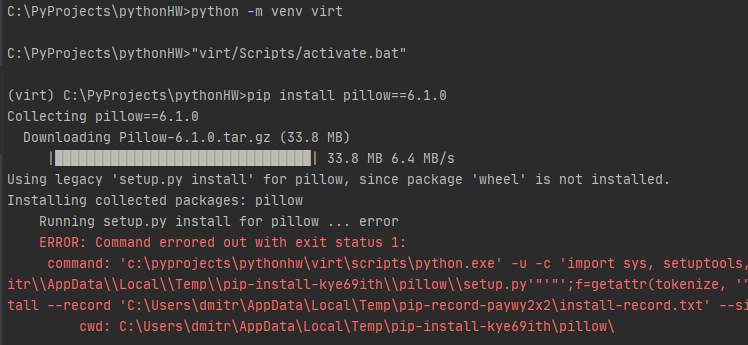 C:\PyProjects\pythonHW>python -m venv virt
C:\PyProjects\pythonHW>"virt/Scripts/activate.bat"
(virt) C:\PyProjects\pythonHW>pip install pillow==6.1.0
Collecting pillow==6.1.0
Downloading Pillow-6.1.0.tar.gz (33.8 MB)
|████████████████████████████████| 33.8 MB 6.4 MB/s
Using legacy 'setup.py install' for pillow, since package 'wheel' is not installed.
Installing collected packages: pillow
Running setup.py install for pillow ... error
ERROR: Command errored out with exit status 1:
command: 'c:\pyprojects\pythonhw\virt\scripts\python.exe' -u -c 'import sys, setuptools,
itr\\AppData\\Local\\Temp\\pip-install-kye69ith\\pillow\\setup.py'"'"';f=getattr(tokenize, '"
tall --record 'C:\Users\dmitr\AppData\Local\Temp\pip-record-paywy2x2\install-record.txt' --si
cwd: C:\Users\dmitr\AppData\Local\Temp\pip-install-kye69ith\pillow\